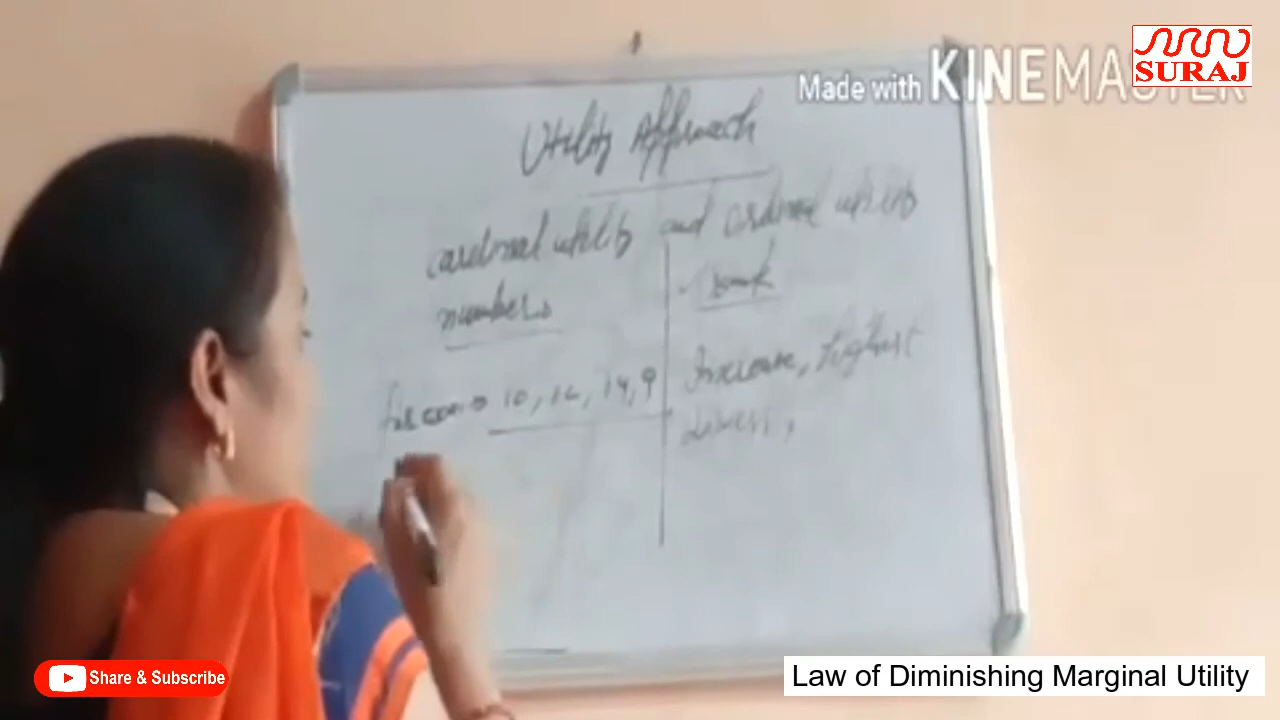 Made with KINEMASTER
SURAJ
Utility Approach
cardinal utility and ordinal utility
numbers
rank
10, 12, 14, 9
Increase, highest
lowest,
Share & Subscribe
Law of Diminishing Marginal Utility